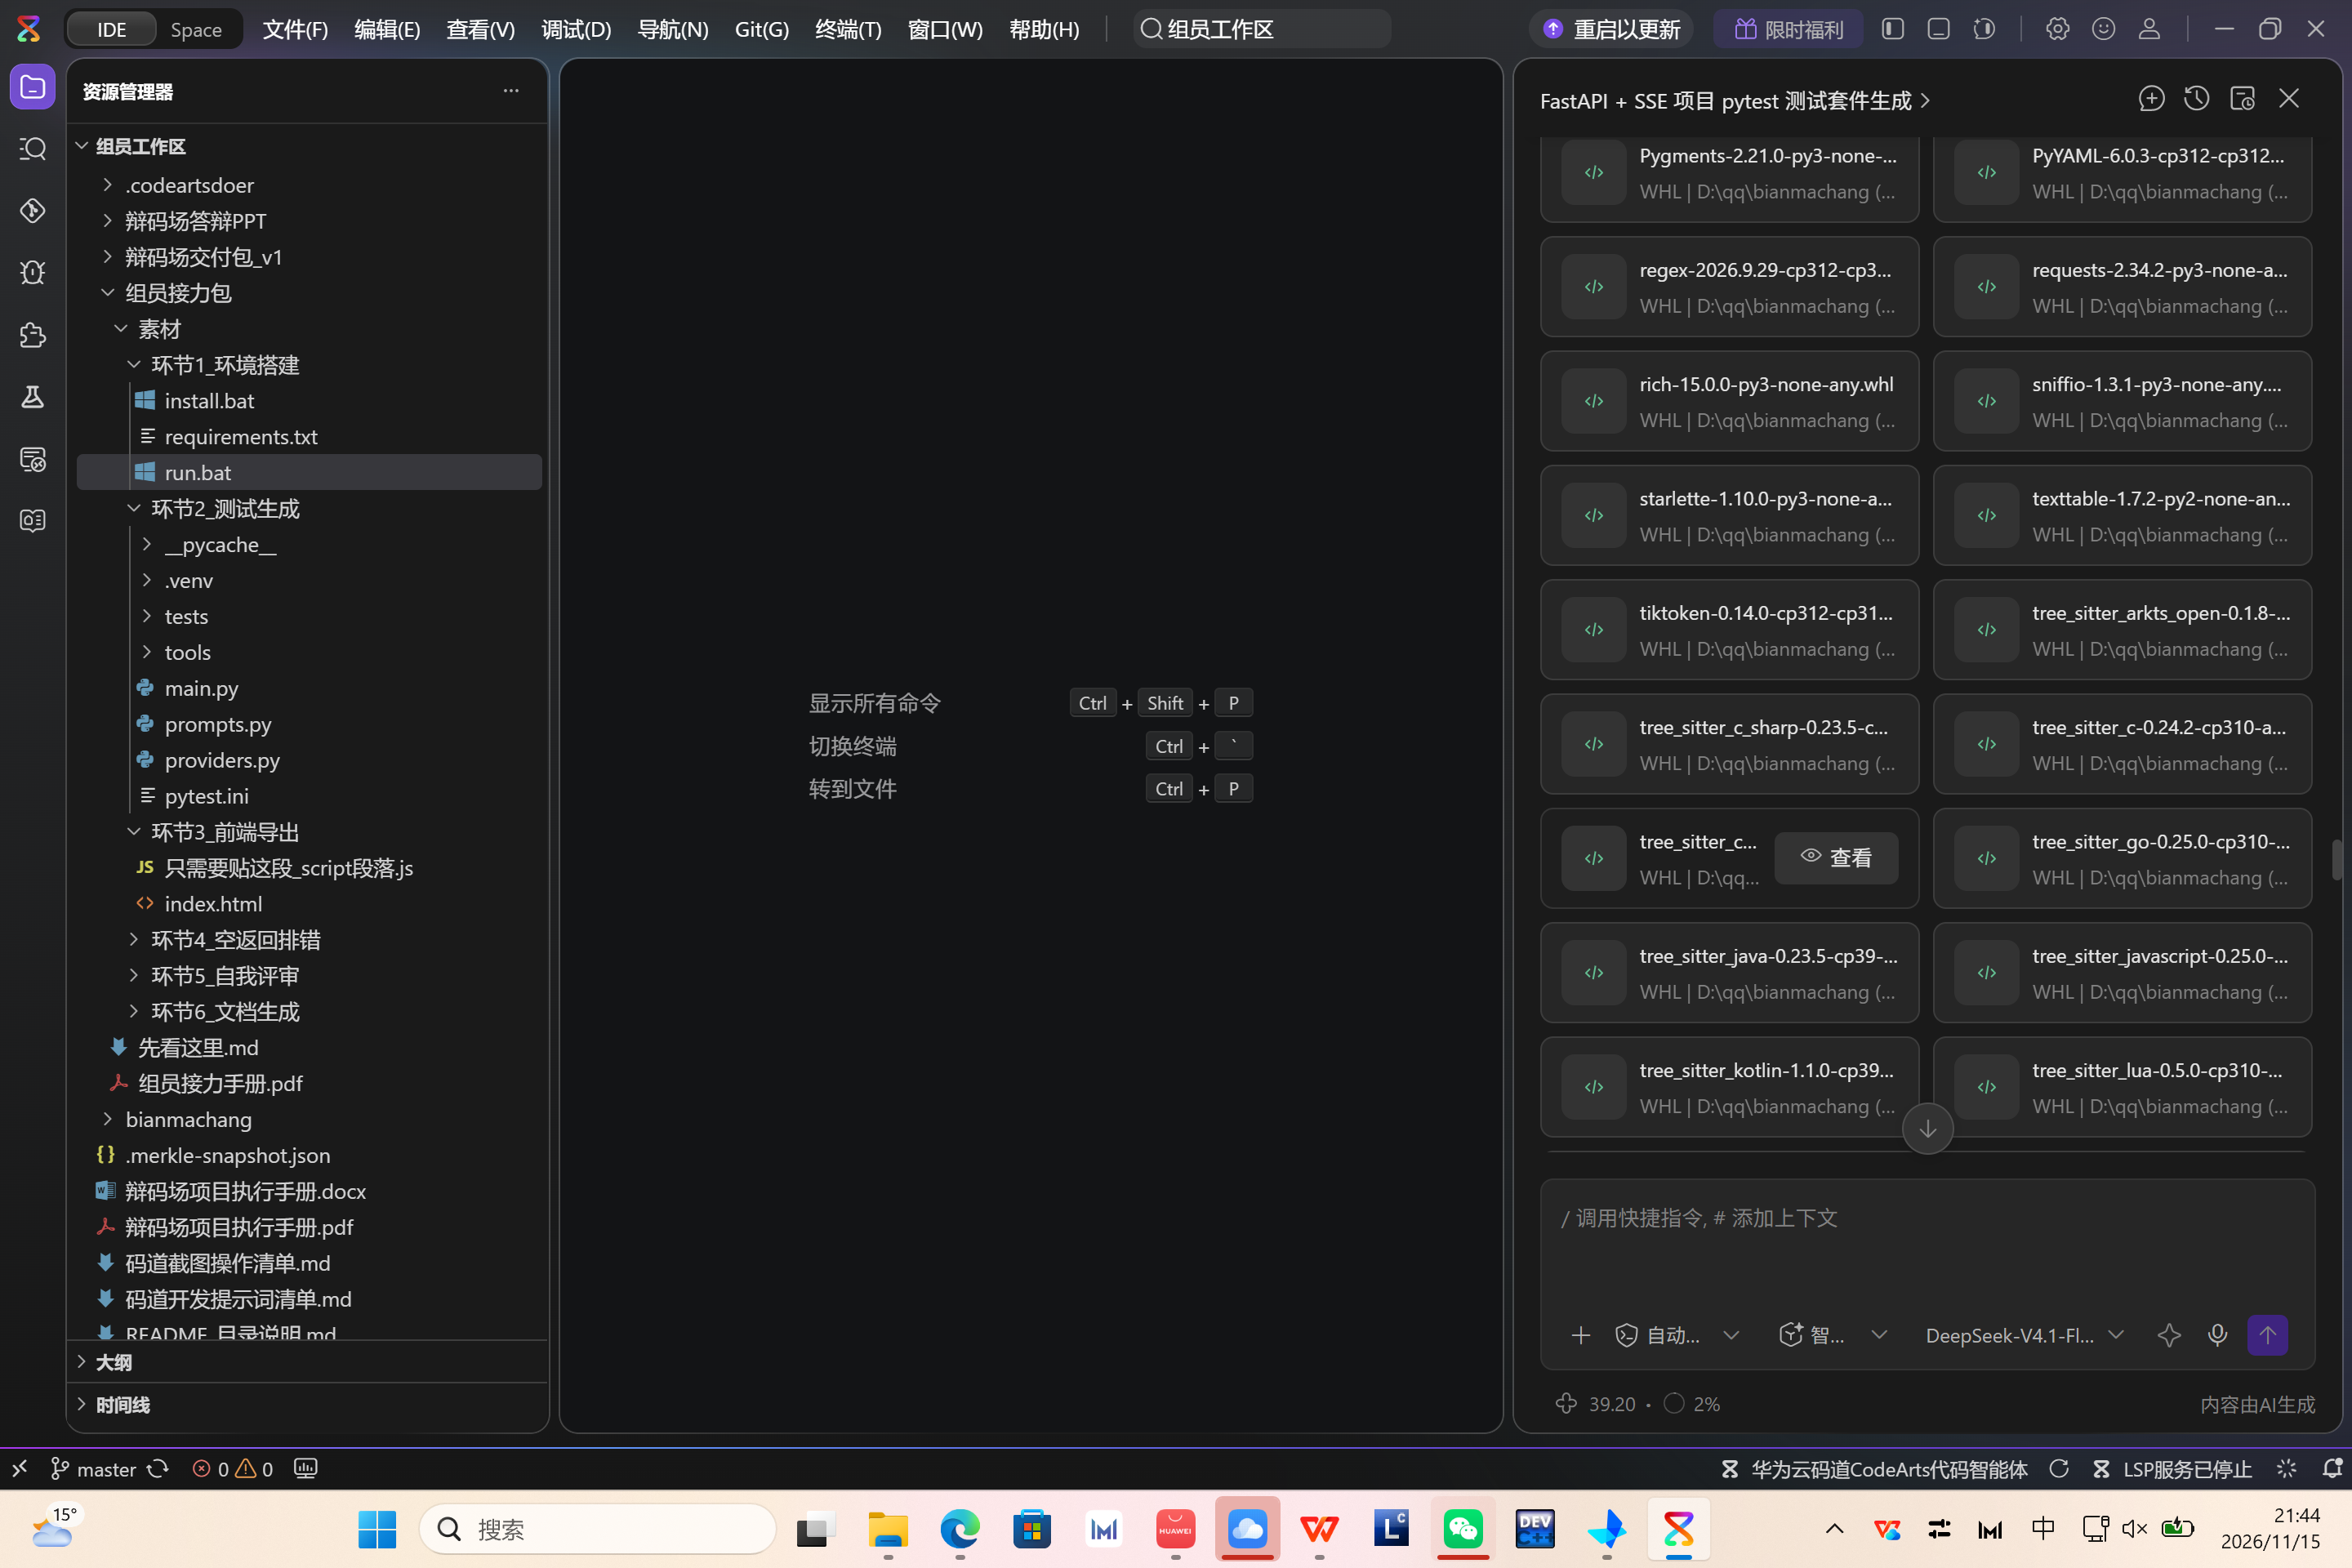 IDE Space 文件(F) 编辑(E) 查看(V) 调试(D) 导航(N) Git(G) 终端(T) 窗口(W) 帮助(H) 组员工作区 重启以更新 限时福利
资源管理器
组员工作区
.codeartsdoer
辩码场答辩PPT
辩码场交付包_v1
组员接力包
素材
环节1_环境搭建
install.bat
requirements.txt
run.bat
环节2_测试生成
__pycache__
.venv
tests
tools
main.py
prompts.py
providers.py
pytest.ini
环节3_前端导出
JS 只需要贴这段_script段落.js
index.html
环节4_空返回排错
环节5_自我评审
环节6_文档生成
先看这里.md
组员接力手册.pdf
bianmachang
.merkle-snapshot.json
辩码场项目执行手册.docx
辩码场项目执行手册.pdf
码道截图操作清单.md
码道开发提示词清单.md
README_目录说明.md
大纲
时间线
显示所有命令 Ctrl + Shift + P
切换终端 Ctrl + `
转到文件 Ctrl + P
FastAPI + SSE 项目 pytest 测试套件生成
Pygments-2.21.0-py3-none-...
WHL | D:\qq\bianmachang (...
PyYAML-6.0.3-cp312-cp312...
WHL | D:\qq\bianmachang (...
regex-2026.9.29-cp312-cp3...
WHL | D:\qq\bianmachang (...
requests-2.34.2-py3-none-a...
WHL | D:\qq\bianmachang (...
rich-15.0.0-py3-none-any.whl
WHL | D:\qq\bianmachang (...
sniffio-1.3.1-py3-none-any....
WHL | D:\qq\bianmachang (...
starlette-1.10.0-py3-none-a...
WHL | D:\qq\bianmachang (...
texttable-1.7.2-py2-none-an...
WHL | D:\qq\bianmachang (...
tiktoken-0.14.0-cp312-cp31...
WHL | D:\qq\bianmachang (...
tree_sitter_arkts_open-0.1.8-...
WHL | D:\qq\bianmachang (...
tree_sitter_c_sharp-0.23.5-c...
WHL | D:\qq\bianmachang (...
tree_sitter_c-0.24.2-cp310-a...
WHL | D:\qq\bianmachang (...
tree_sitter_c...
WHL | D:\qq...
查看
tree_sitter_go-0.25.0-cp310-...
WHL | D:\qq\bianmachang (...
tree_sitter_java-0.23.5-cp39-...
WHL | D:\qq\bianmachang (...
tree_sitter_javascript-0.25.0-...
WHL | D:\qq\bianmachang (...
tree_sitter_kotlin-1.1.0-cp39...
WHL | D:\qq\bianmachang (...
tree_sitter_lua-0.5.0-cp310-...
WHL | D:\qq\bianmachang (...
/ 调用快捷指令, # 添加上下文
自动... 智... DeepSeek-V4.1-Fl...
39.20 • 2% 内容由AI生成
master 0 0 华为云码道CodeArts代码智能体 LSP服务已停止
15° 搜索 HUAWEI LC DEV C++ 中 21:44
2026/11/15